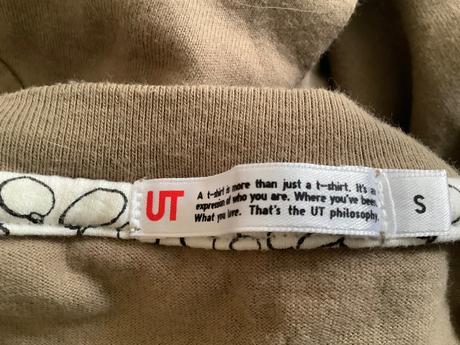 UT
A t-shirt is more than just a t-shirt. It's an
expression of who you are. Where you've been.
What you love. That's the UT philosophy.
S